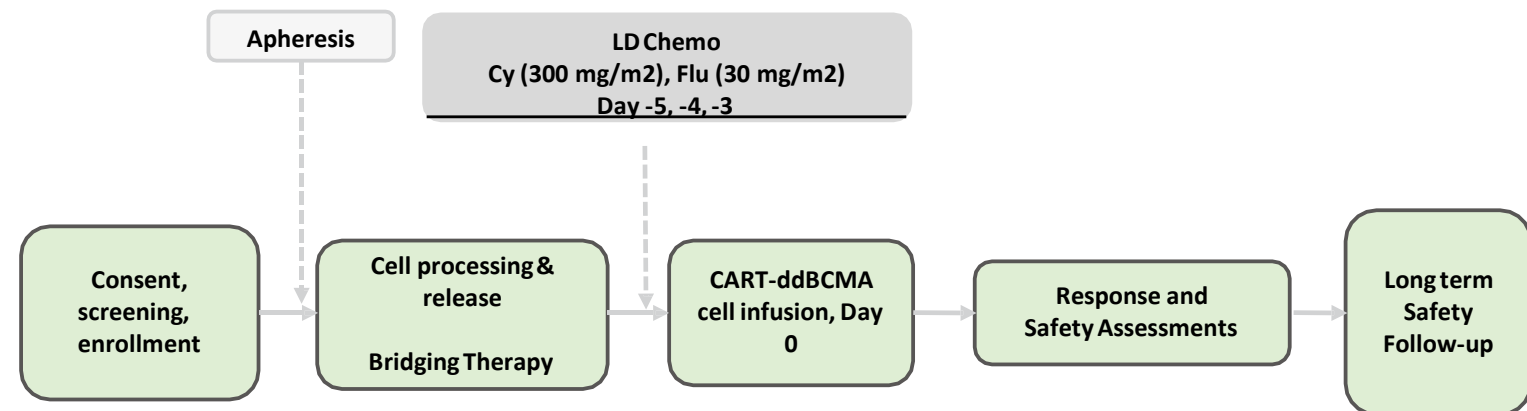 Apheresis
LD Chemo
Cy (300 mg/m2), Flu (30 mg/m2)
Day -5, -4, -3
Consent,
screening,
enrollment
Cell processing &
release
Bridging Therapy
CART-ddBCMA
cell infusion, Day
0
Response and
Safety Assessments
Long term
Safety
Follow-up